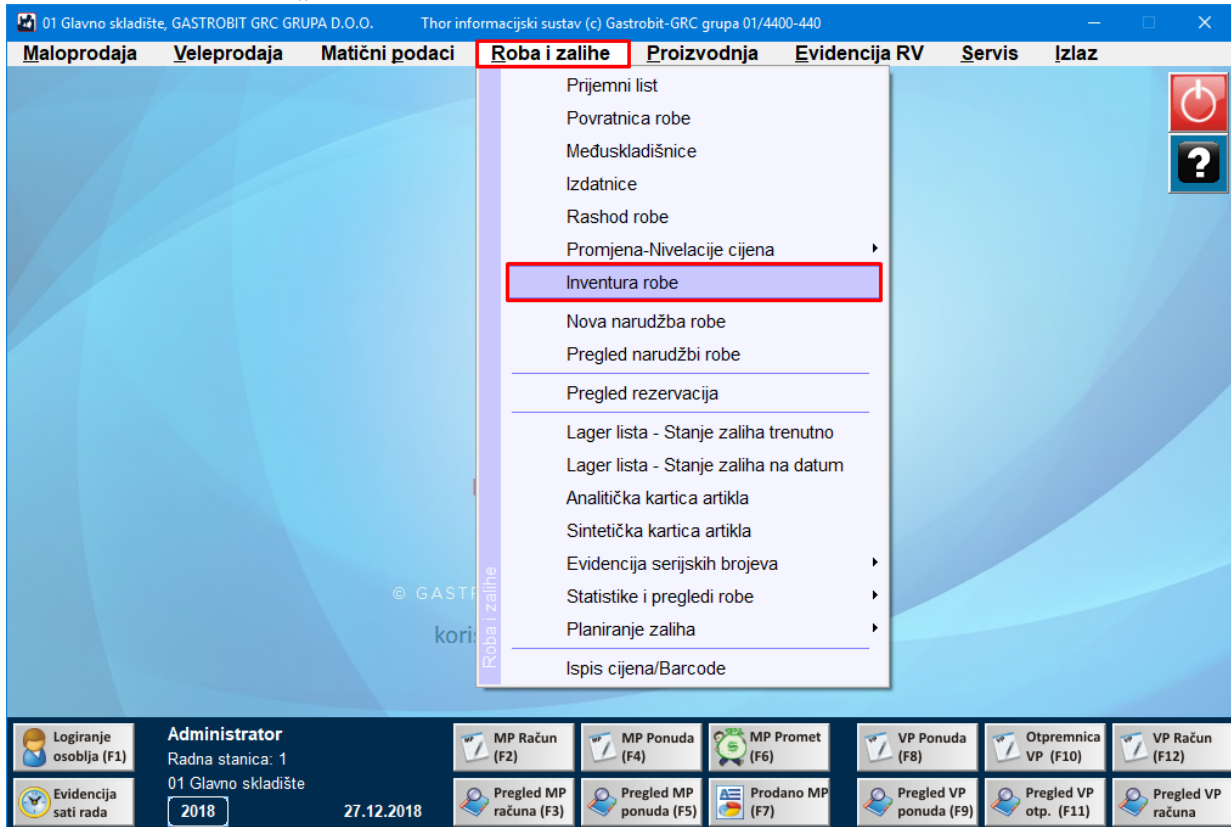 01 Glavno skladište, GASTROBIT GRC GRUPA D.O.O. Thor informacijski sustav (c) Gastrobit-GRC grupa 01/4400-440
Maloprodaja Veleprodaja Matični podaci Roba i zalihe Proizvodnja Evidencija RV Servis Izlaz
Prijemni list
Povratnica robe
Međuskladišnice
Izdatnice
Rashod robe
Promjena-Nivelacije cijena
Inventura robe
Nova narudžba robe
Pregled narudžbi robe
Pregled rezervacija
Lager lista - Stanje zaliha trenutno
Lager lista - Stanje zaliha na datum
Analitička kartica artikla
Sintetička kartica artikla
Evidencija serijskih brojeva
Statistike i pregledi robe
Planiranje zaliha
Ispis cijena/Barcode
Roba i zalihe
© GAST
kori
Logiranje
osoblja (F1)
Evidencija
sati rada
Administrator
Radna stanica: 1
01 Glavno skladište
2018 27.12.2018
MP Račun
(F2)
MP Ponuda
(F4)
MP Promet
(F6)
VP Ponuda
(F8)
Otpremnica
VP (F10)
VP Račun
(F12)
Pregled MP
računa (F3)
Pregled MP
ponuda (F5)
Prodano MP
(F7)
Pregled VP
ponuda (F9)
Pregled VP
otp. (F11)
Pregled VP
računa